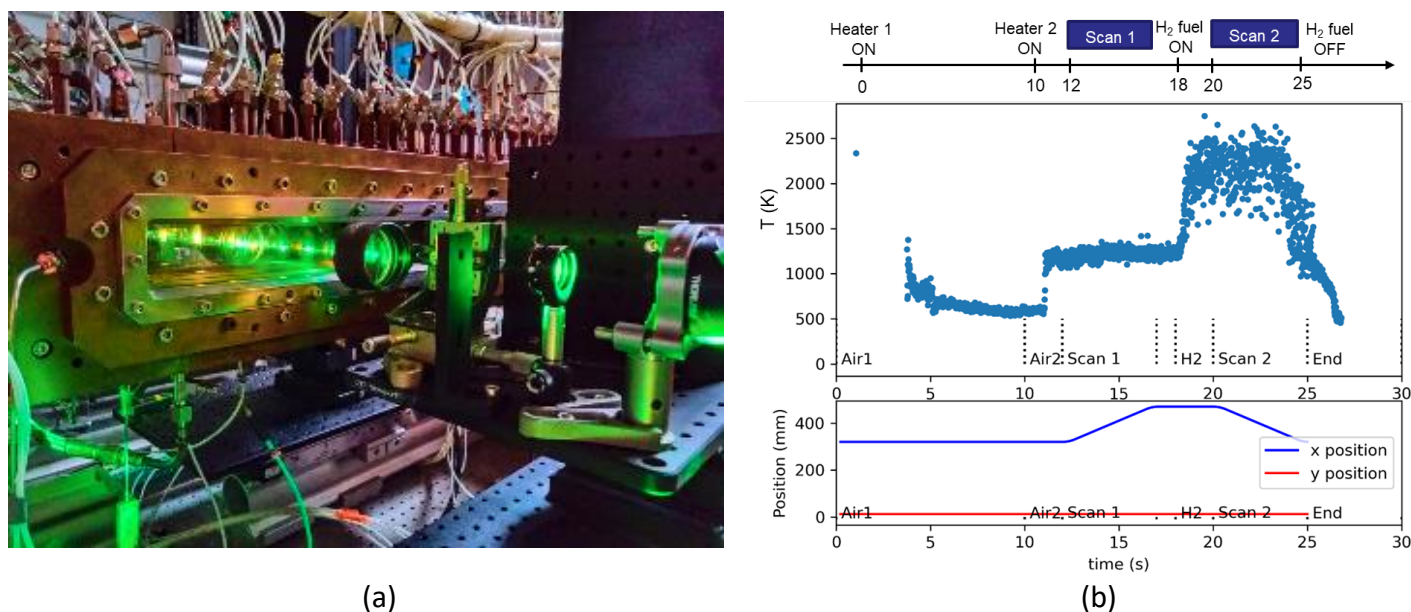 Heater 1
ON
Heater 2
ON
Scan 1
H2 fuel
ON
Scan 2
H2 fuel
OFF
0
10
12
18
20
25
T (K)
2500
2000
1500
1000
500
0
Air1
Air2
Scan 1
H2
Scan 2
End
0
5
10
15
20
25
30
Position (mm)
400
200
0
x position
y position
Air1
Air2
Scan 1
H2
Scan 2
End
0
5
10
15
20
25
30
time (s)
(a)
(b)